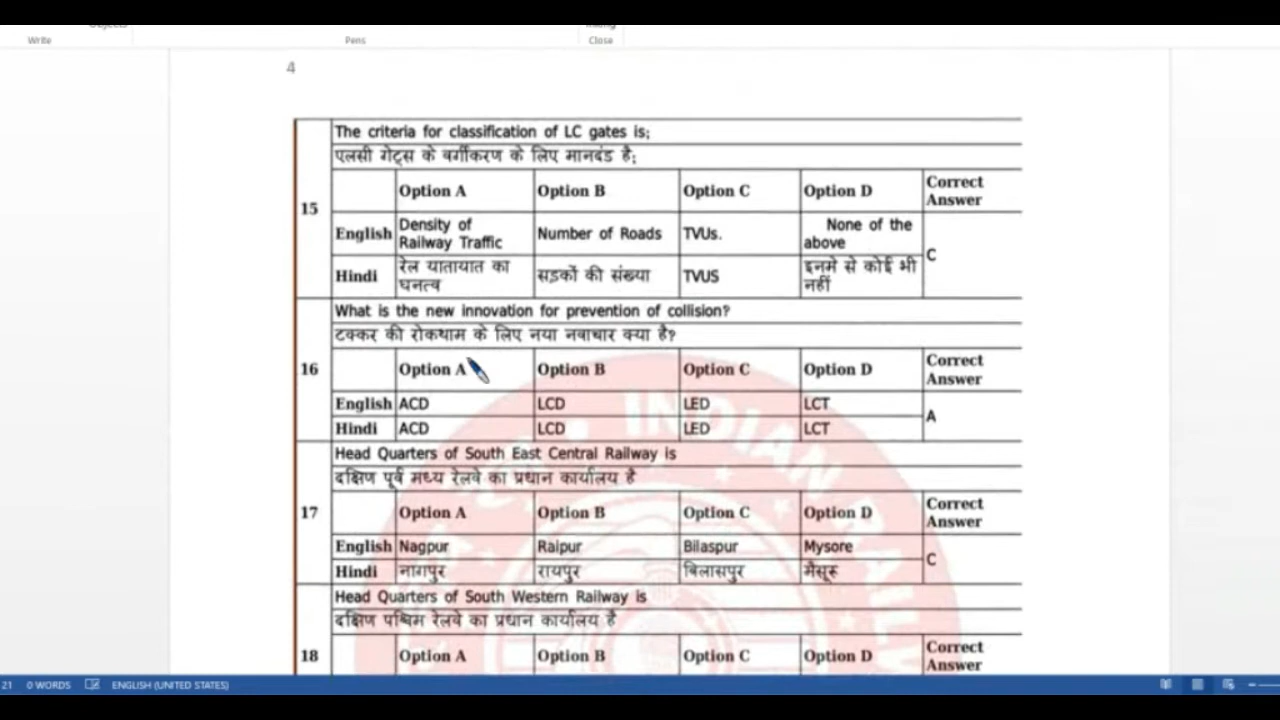 Write
Pens
Close
4
The criteria for classification of LC gates is;
एलसी गेट्स के वर्गीकरण के लिए मानदंड है;
15
Option A Option B Option C Option D Correct Answer
English Density of Railway Traffic Number of Roads TVUs. None of the above C
Hindi रेल यातायात का घनत्व सड़कों की संख्या TVUS इनमे से कोई भी नहीं
What is the new innovation for prevention of collision?
टक्कर की रोकथाम के लिए नया नवाचार क्या है?
16
Option A Option B Option C Option D Correct Answer
English ACD LCD LED LCT A
Hindi ACD LCD LED LCT
Head Quarters of South East Central Railway is
दक्षिण पूर्व मध्य रेलवे का प्रधान कार्यालय है
17
Option A Option B Option C Option D Correct Answer
English Nagpur Raipur Bilaspur Mysore C
Hindi नागपुर रायपुर बिलासपुर मैसूरू
Head Quarters of South Western Railway is
दक्षिण पश्चिम रेलवे का प्रधान कार्यालय है
18
Option A Option B Option C Option D Correct Answer
INDIAN RAILW
21 0 WORDS ENGLISH (UNITED STATES)